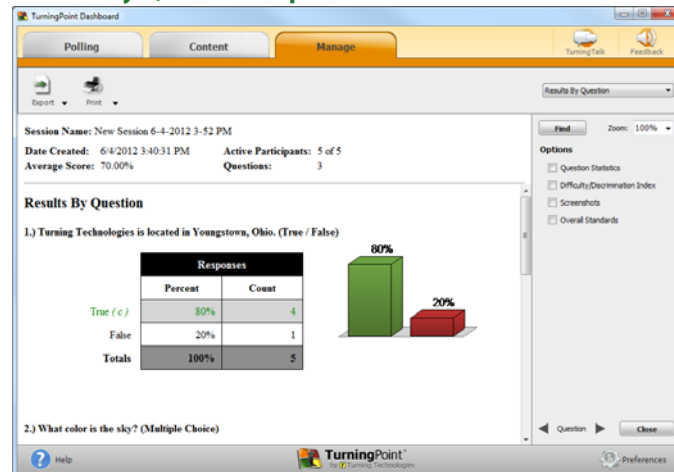 TurningPoint Dashboard
Polling Content Manage
TurningTalk Feedback
Export Print
Results By Question
Session Name: New Session 6-4-2012 3-52 PM
Date Created: 6/4/2012 3:40:31 PM Active Participants: 5 of 5
Average Score: 70.00% Questions: 3
Find Zoom: 100%
Options
Question Statistics
Difficulty/Discrimination Index
Screenshots
Overall Standards
Results By Question
1.) Turning Technologies is located in Youngstown, Ohio. (True / False)
Responses
Percent Count
True (c) 80% 4
False 20% 1
Totals 100% 5
80%
20%
2.) What color is the sky? (Multiple Choice)
Question Close
Help
TurningPoint
by Turning Technologies
Preferences